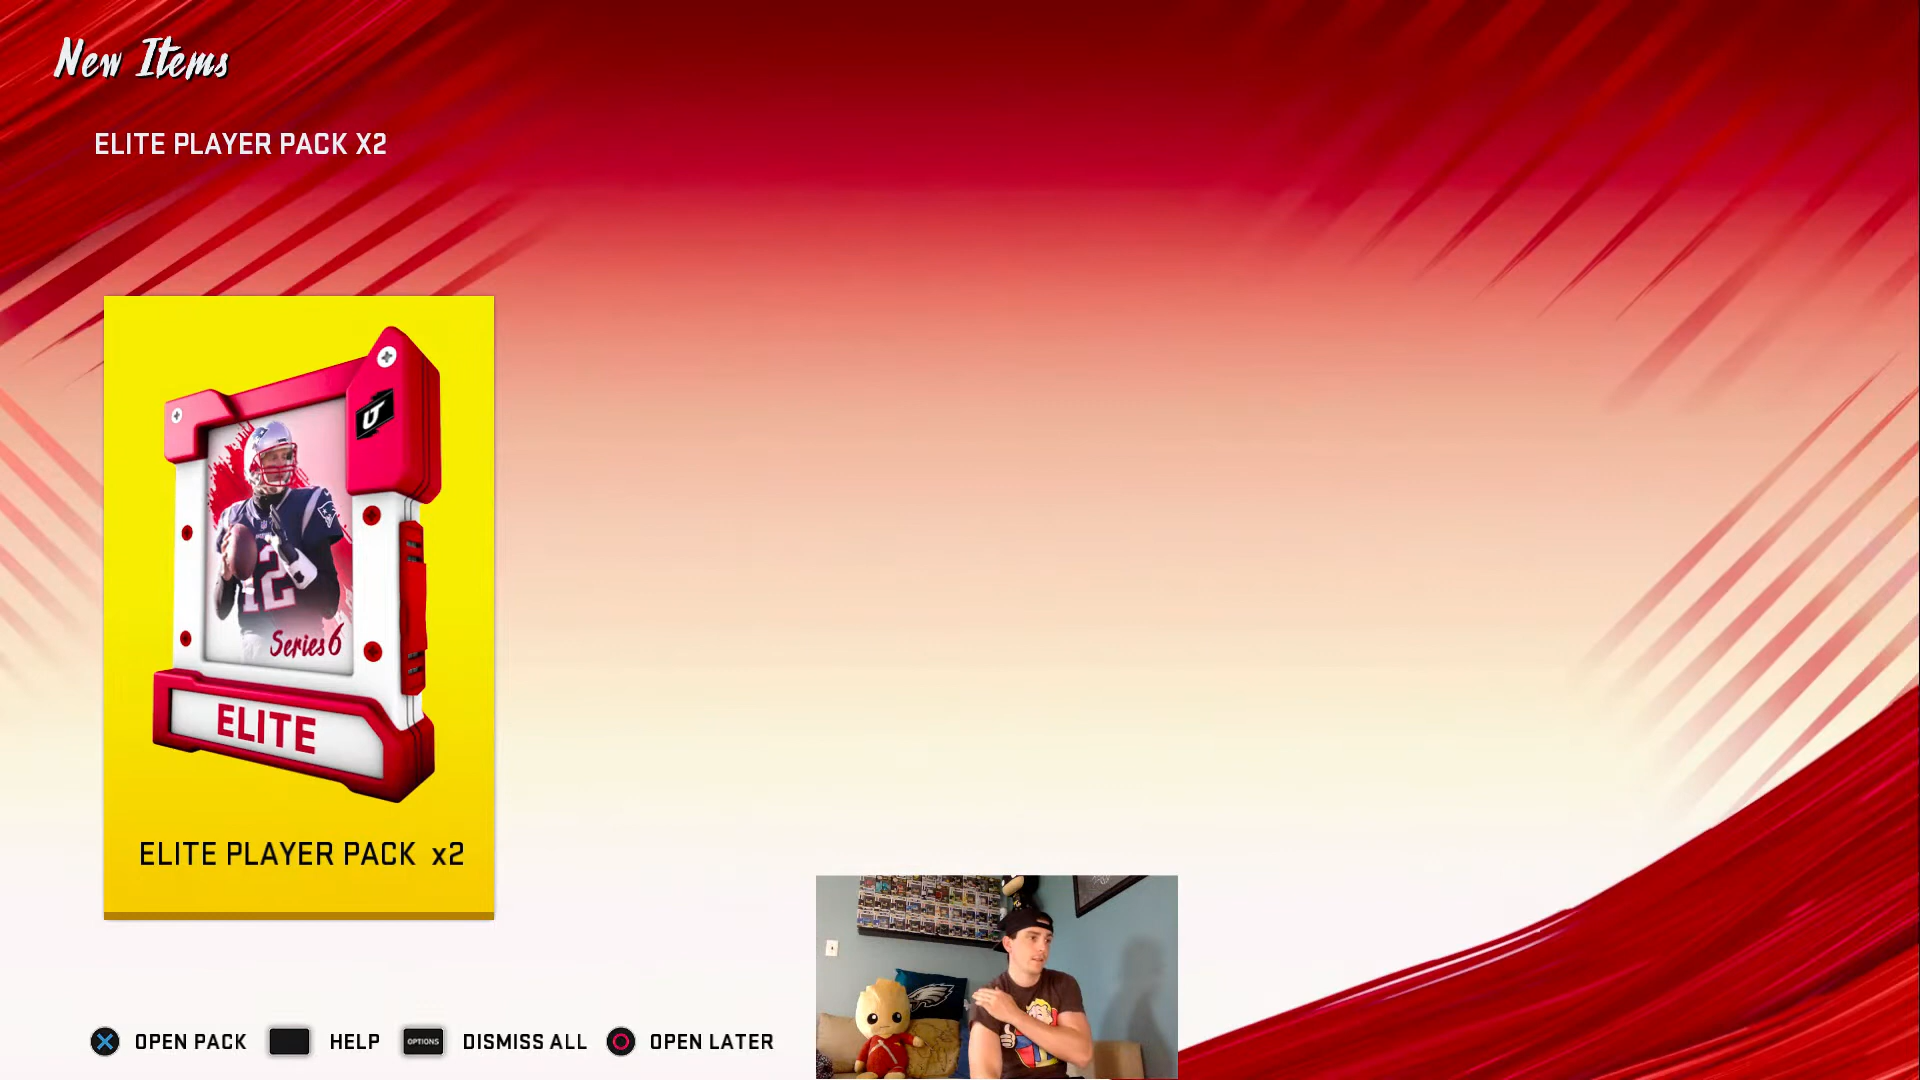 New Items
ELITE PLAYER PACK X2
UT
12
Series 6
ELITE
ELITE PLAYER PACK x2
OPEN PACK
HELP
OPTIONS
DISMISS ALL
OPEN LATER